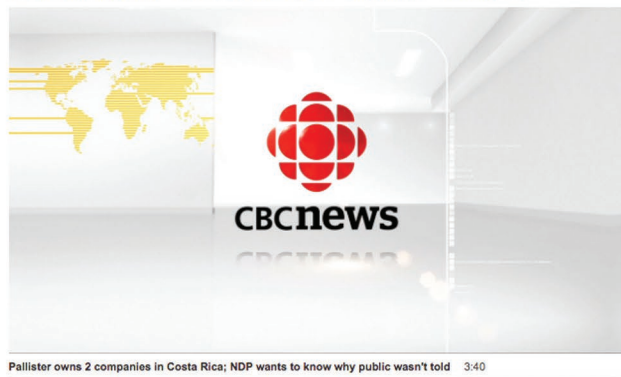 CBCnews
Pallister owns 2 companies in Costa Rica; NDP wants to know why public wasn't told 3:40